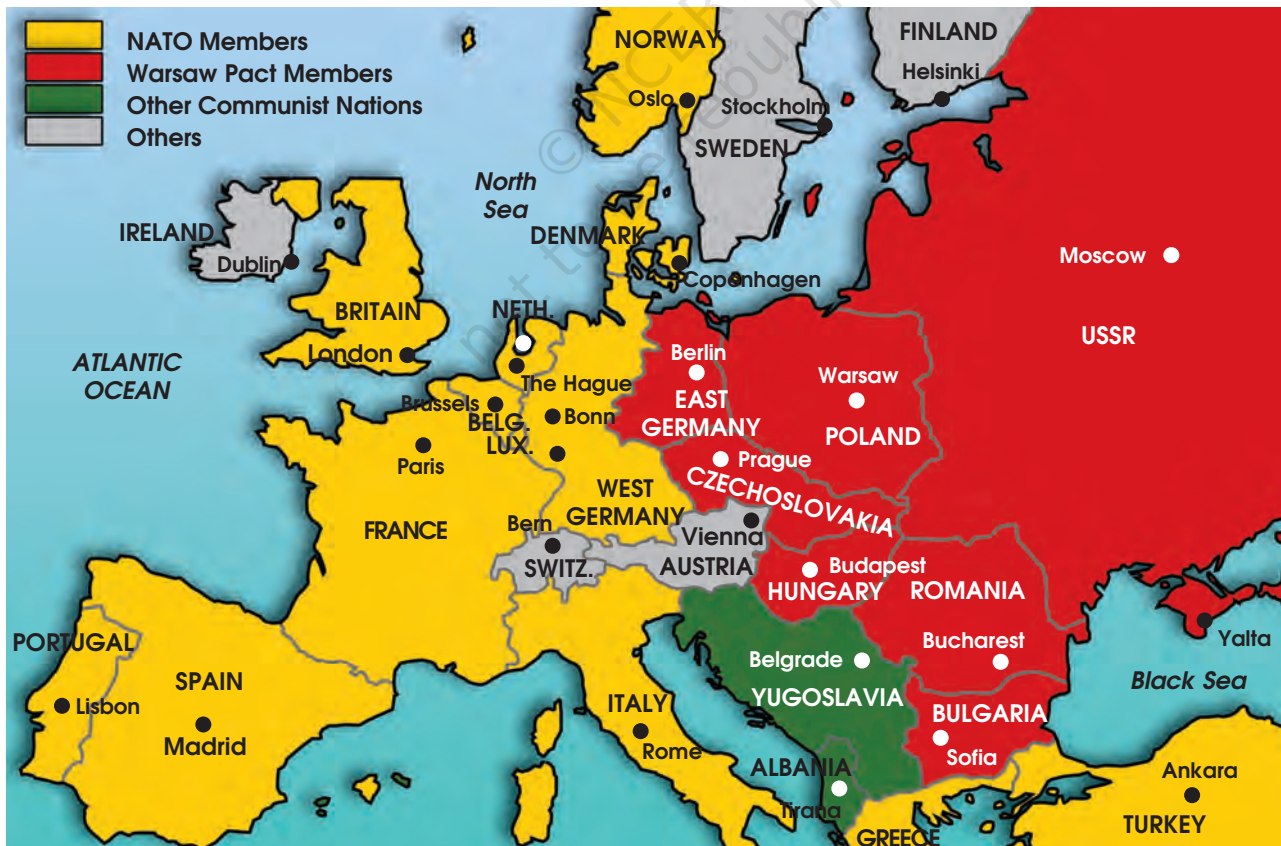 NATO Members
Warsaw Pact Members
Other Communist Nations
Others
NORWAY
Oslo
FINLAND
Helsinki
Stockholm
SWEDEN
North
Sea
IRELAND
Dublin
DENMARK
Copenhagen
Moscow
USSR
BRITAIN
London
NETH.
The Hague
ATLANTIC
OCEAN
Berlin
EAST
GERMANY
Warsaw
POLAND
Brussels
BELG.
LUX.
Bonn
Paris
Prague
CZECHOSLOVAKIA
WEST
GERMANY
FRANCE
Bern
SWITZ.
Vienna
AUSTRIA
Budapest
HUNGARY
ROMANIA
Bucharest
Yalta
Black Sea
PORTUGAL
Lisbon
SPAIN
Madrid
ITALY
Rome
Belgrade
YUGOSLAVIA
BULGARIA
Sofia
ALBANIA
Tirana
GREECE
Ankara
TURKEY